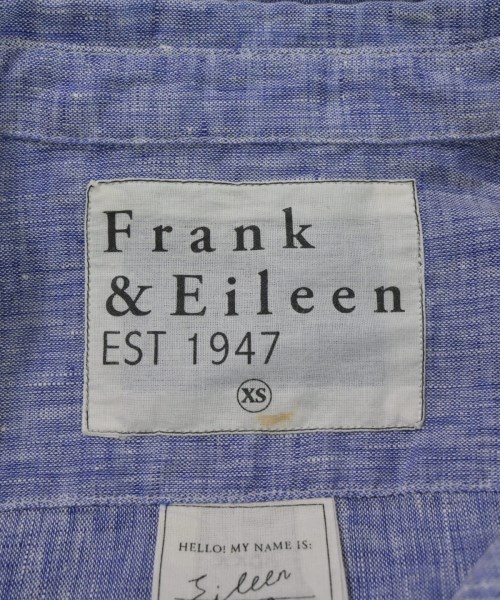 Frank
& Eileen
EST 1947
XS
HELLO! MY NAME IS:
Eileen